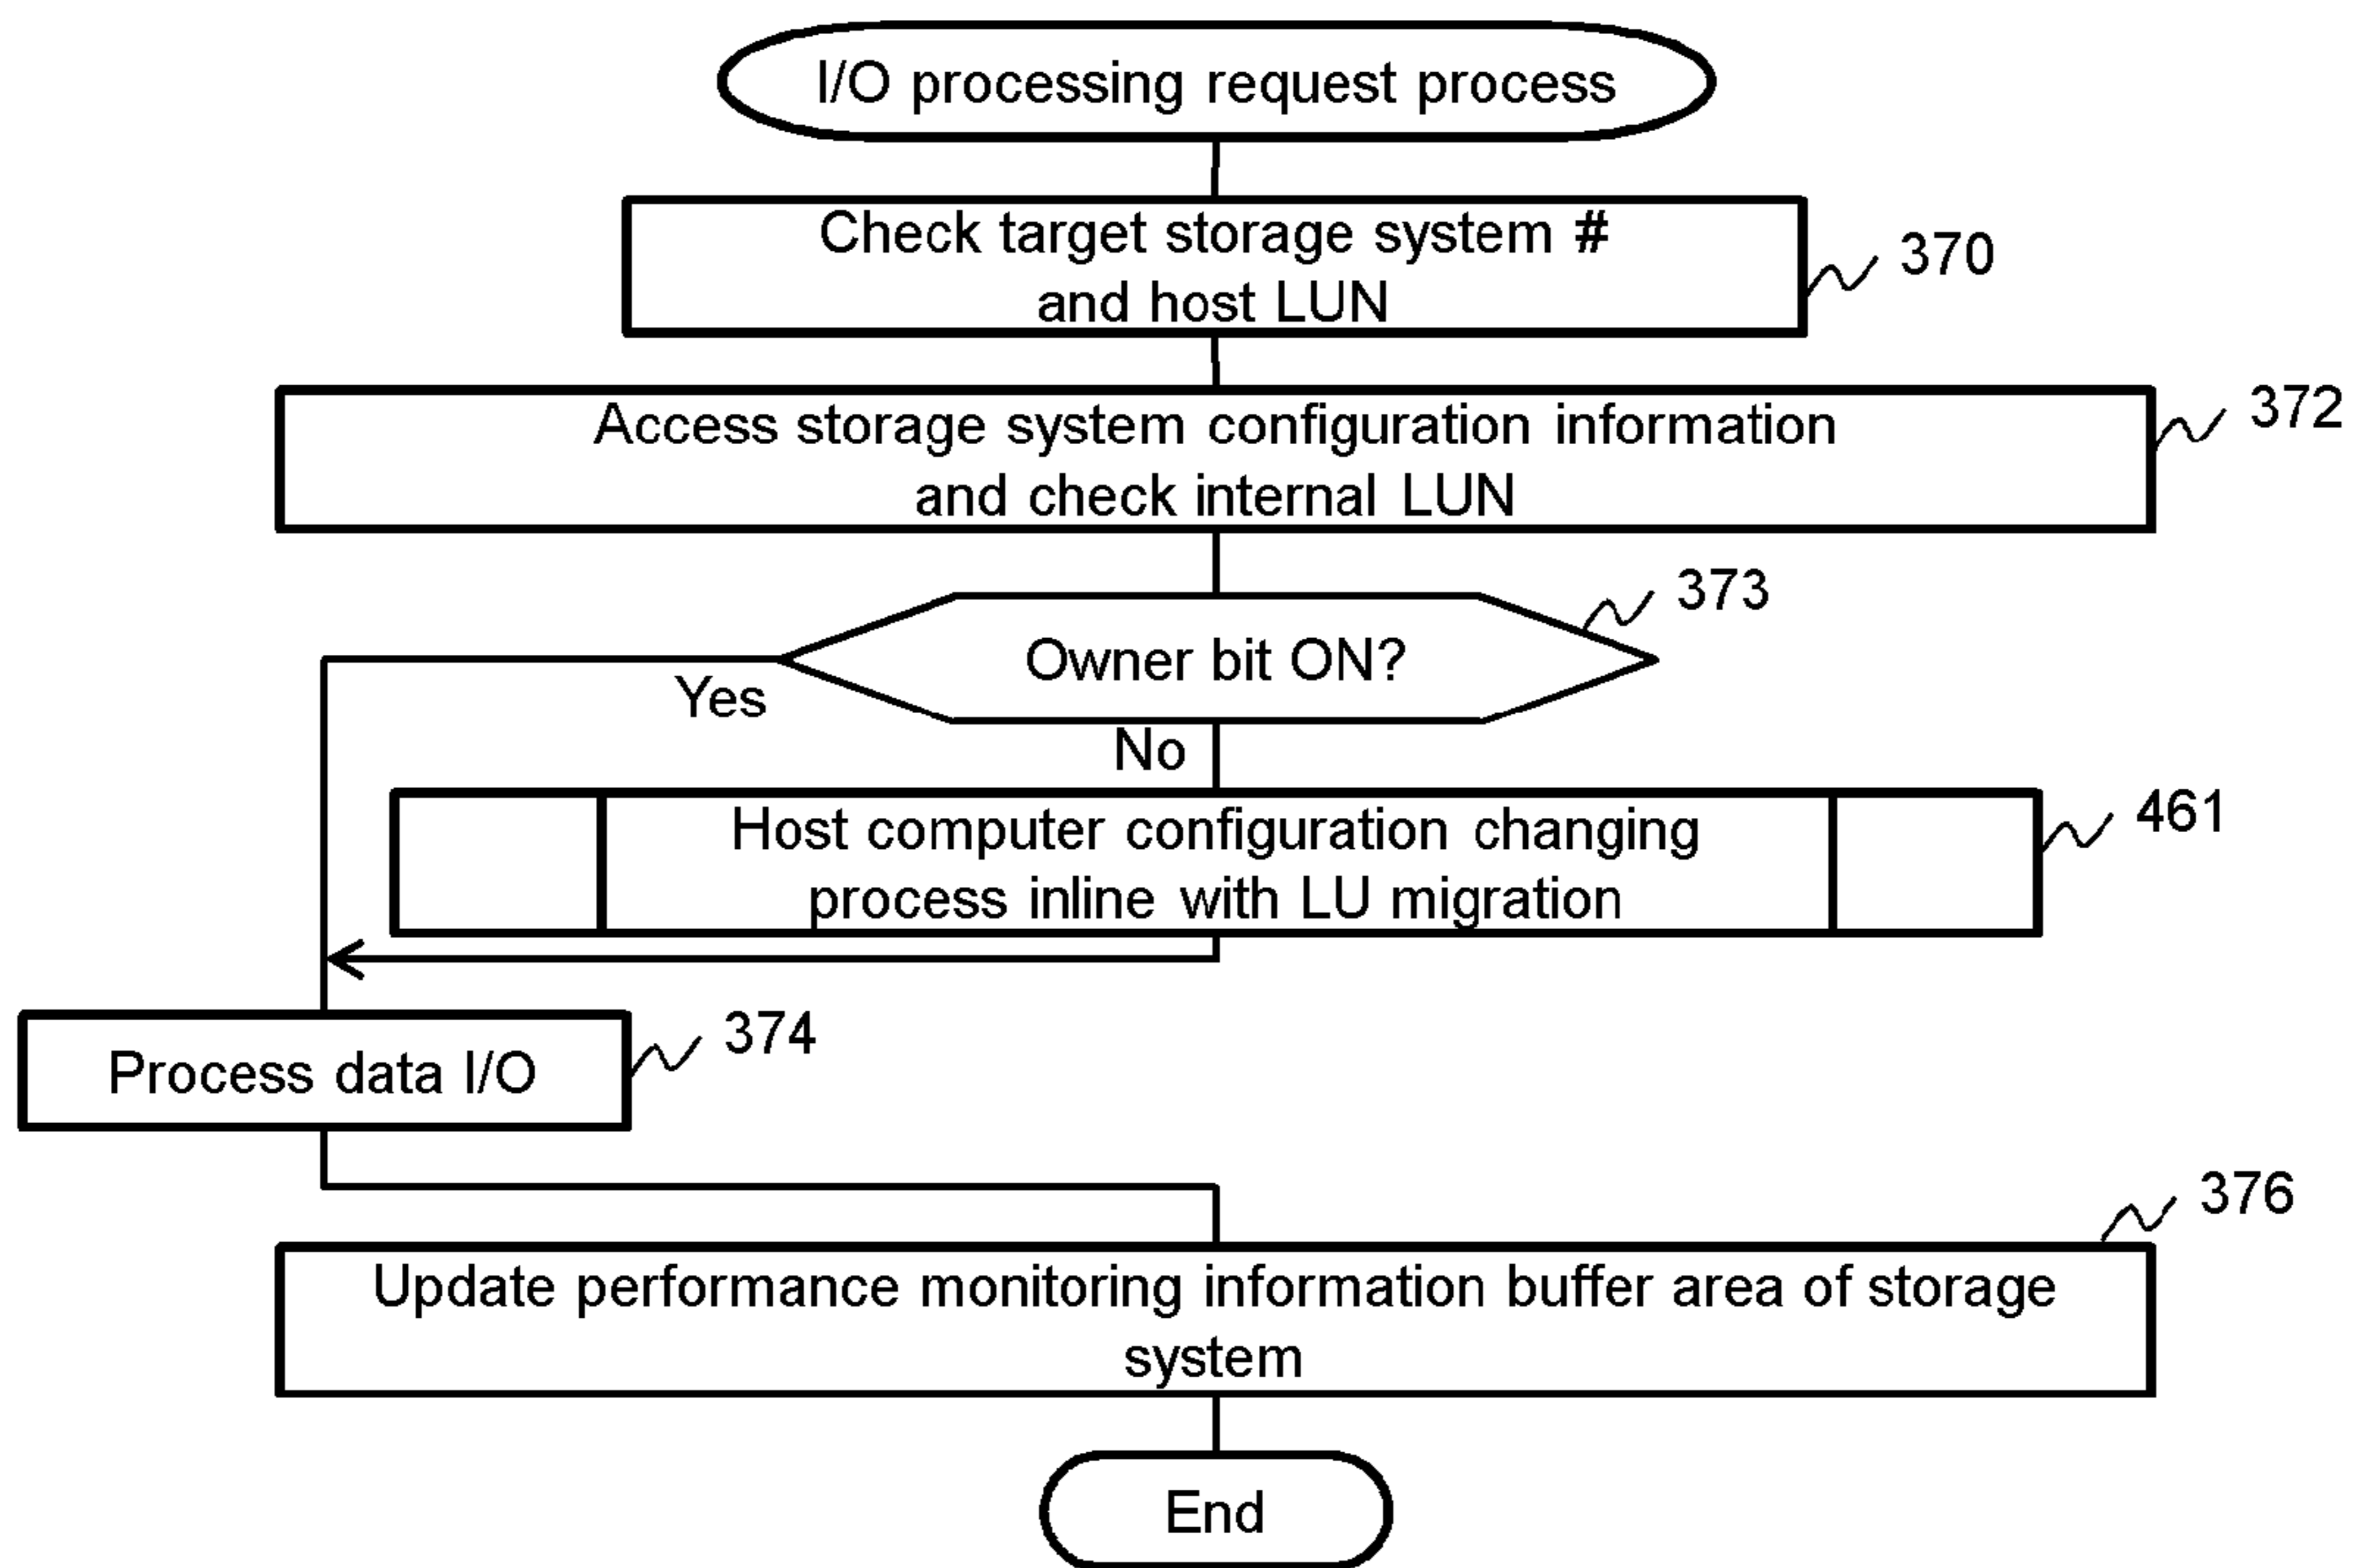 I/O processing request process
Check target storage system #
and host LUN
370
Access storage system configuration information
and check internal LUN
372
373
Owner bit ON?
Yes
No
Host computer configuration changing
process inline with LU migration
461
Process data I/O
374
376
Update performance monitoring information buffer area of storage
system
End